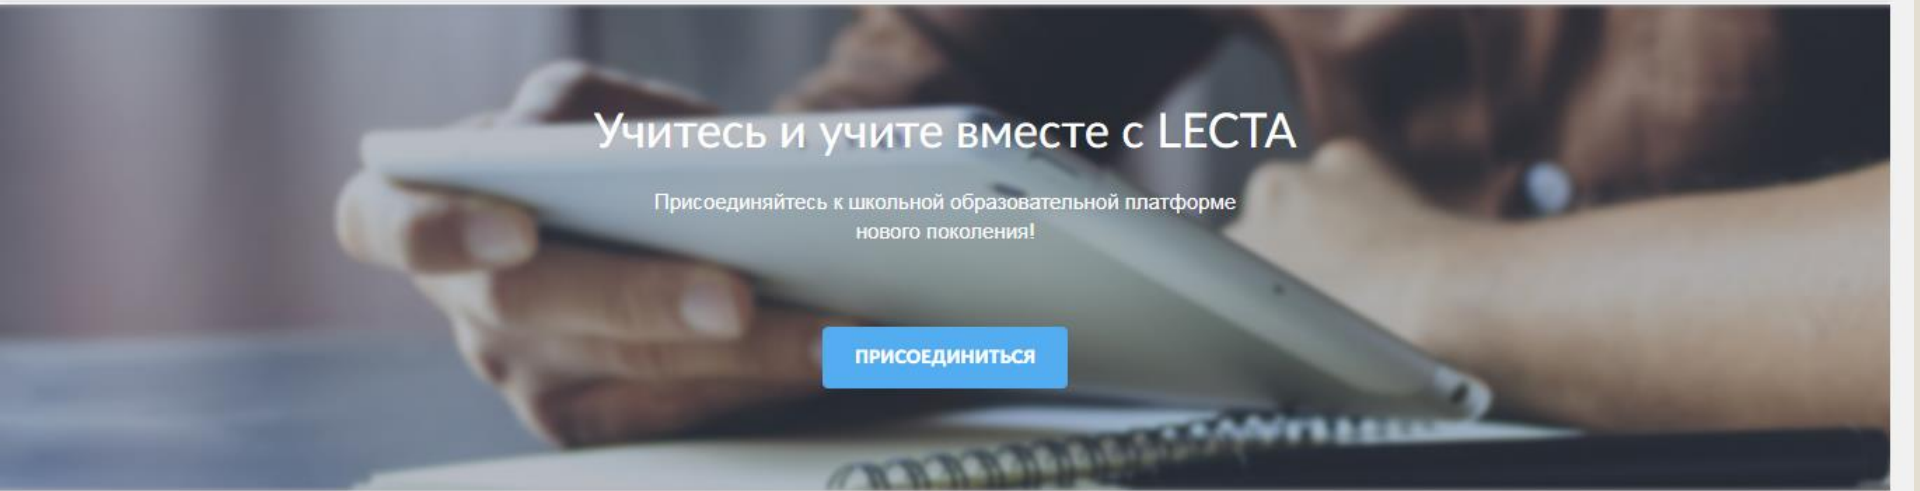 Учитесь и учите вместе с LECTA
Присоединяйтесь к школьной образовательной платформе
нового поколения!
ПРИСОЕДИНИТЬСЯ